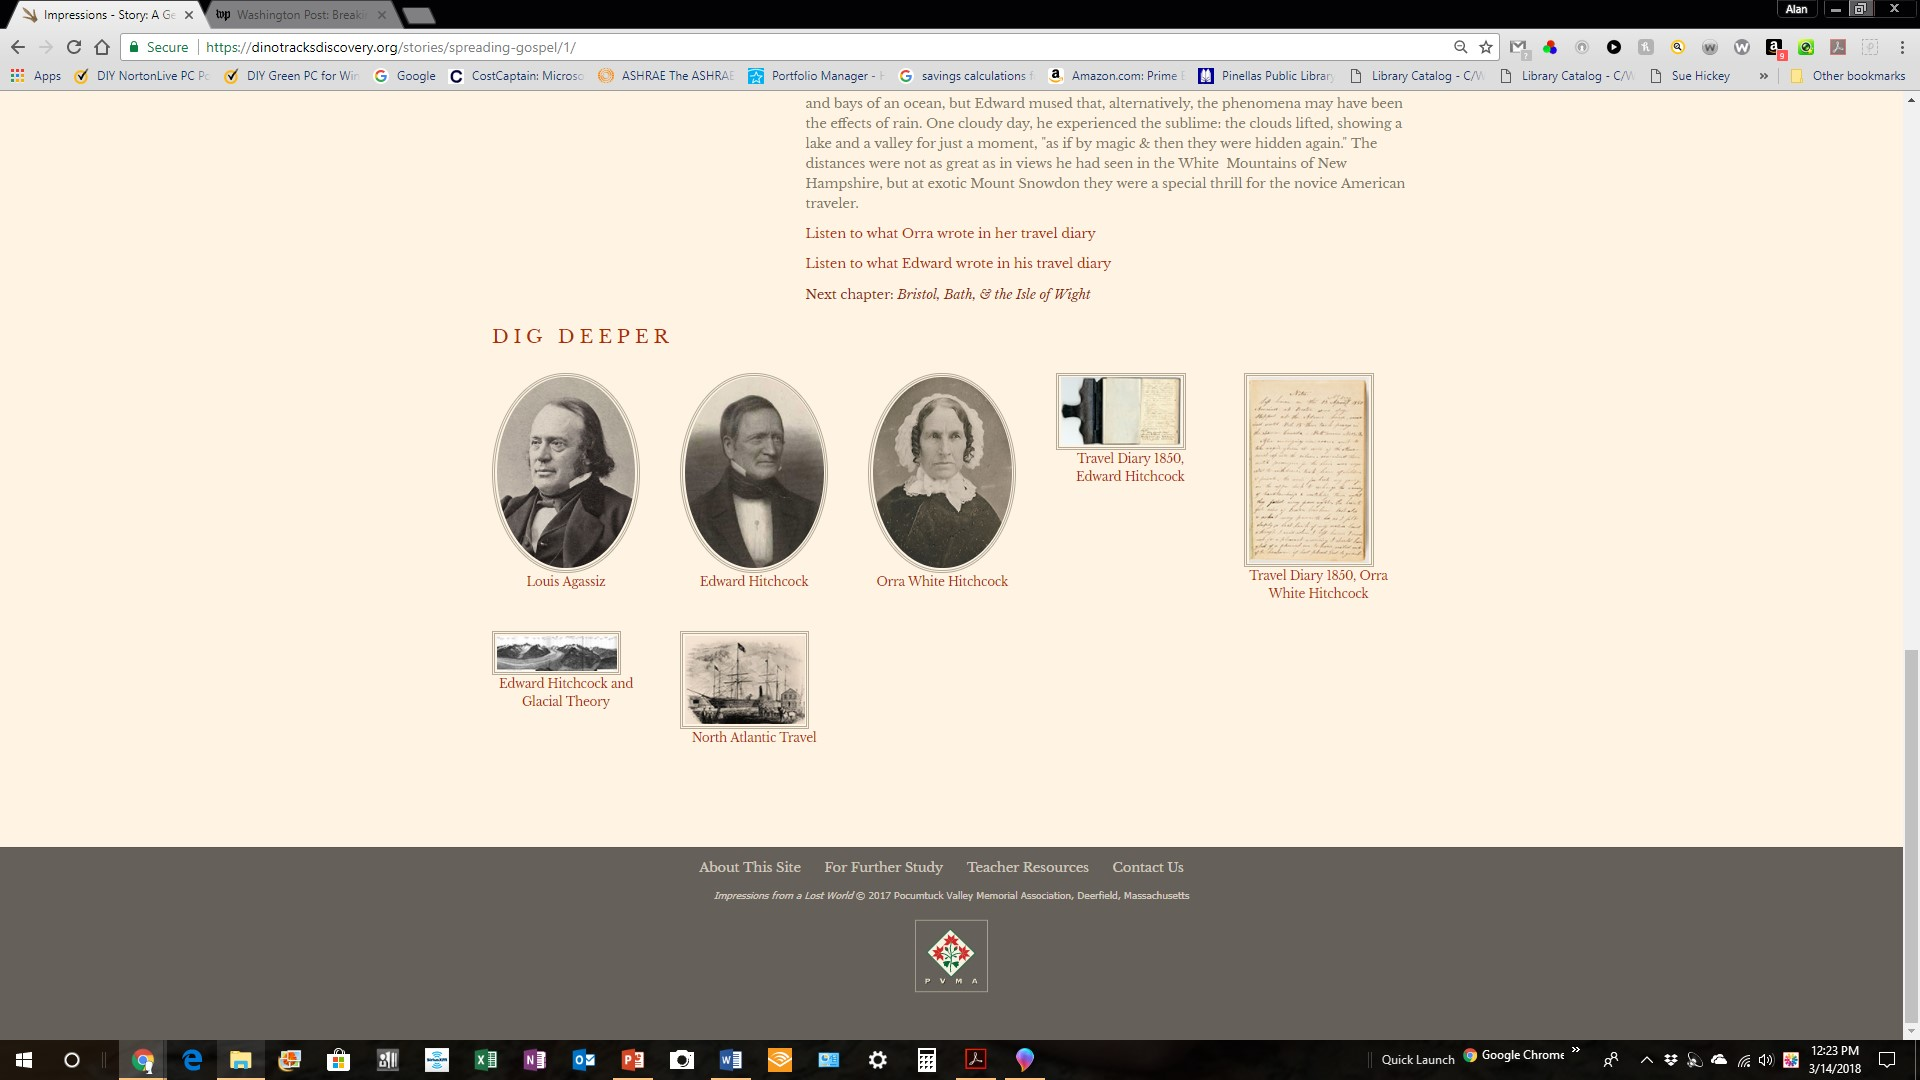 Impressions - Story: A Ge
Washington Post: Breaki
Alan
Secure
https://dinotracksdiscovery.org/stories/spreading-gospel/1/
Apps
DIY NortonLive PC Po
DIY Green PC for Win
Google
CostCaptain: Microso
ASHRAE The ASHRAE
Portfolio Manager - H
savings calculations f
Amazon.com: Prime E
Pinellas Public Library
Library Catalog - C/W
Library Catalog - C/W
Sue Hickey
»
Other bookmarks
and bays of an ocean, but Edward mused that, alternatively, the phenomena may have been
the effects of rain. One cloudy day, he experienced the sublime: the clouds lifted, showing a
lake and a valley for just a moment, "as if by magic & then they were hidden again." The
distances were not as great as in views he had seen in the White Mountains of New
Hampshire, but at exotic Mount Snowdon they were a special thrill for the novice American
traveler.
Listen to what Orra wrote in her travel diary
Listen to what Edward wrote in his travel diary
Next chapter: Bristol, Bath, & the Isle of Wight
DIG DEEPER
Louis Agassiz
Edward Hitchcock
Orra White Hitchcock
Travel Diary 1850,
Edward Hitchcock
Travel Diary 1850, Orra
White Hitchcock
Edward Hitchcock and
Glacial Theory
North Atlantic Travel
About This Site
For Further Study
Teacher Resources
Contact Us
Impressions from a Lost World © 2017 Pocumtuck Valley Memorial Association, Deerfield, Massachusetts
P V M A
Quick Launch
Google Chrome
»
12:23 PM
3/14/2018